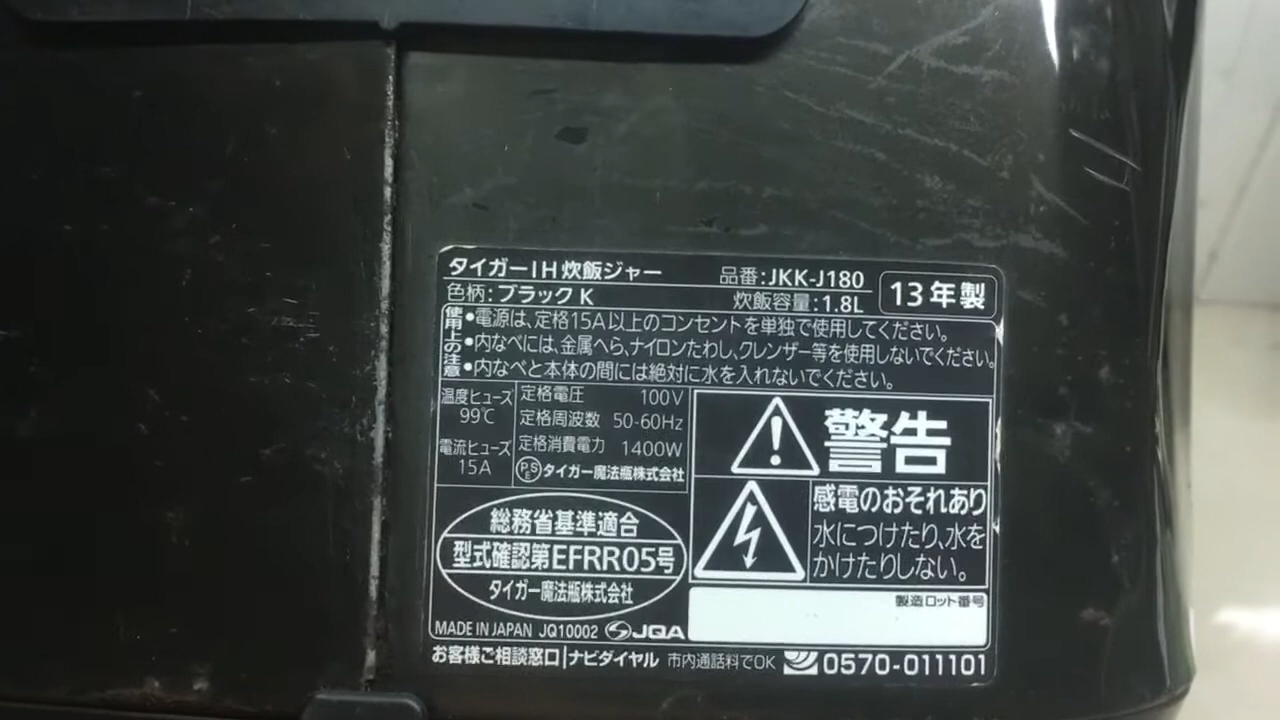 タイガーIH炊飯ジャー 品番:JKK-J180
色柄:ブラックK 炊飯容量:1.8L
13年製
使用上の注意
●電源は、定格15A以上のコンセントを単独で使用してください。
●内なべには、金属へら、ナイロンたわし、クレンザー等を使用しないでください。
●内なべと本体の間には絶対に水を入れないでください。
温度ヒューズ
99℃
電流ヒューズ
15A
定格電圧 100V
定格周波数 50-60Hz
定格消費電力 1400W
PSE タイガー魔法瓶株式会社
警告
感電のおそれあり
水につけたり、水を
かけたりしない。
総務省基準適合
型式確認第EFRR05号
タイガー魔法瓶株式会社
製造ロット番号
MADE IN JAPAN JQ10002 JQA
お客様ご相談窓口|ナビダイヤル 市内通話料でOK 0570-011101